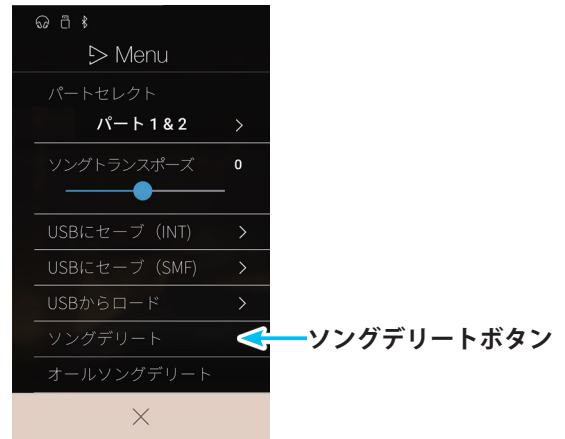 Menu
パートセレクト
パート 1 & 2
ソングトランスポーズ 0
USBにセーブ（INT)
USBにセーブ（SMF)
USBからロード
ソングデリート
ソングデリートボタン
オールソングデリート